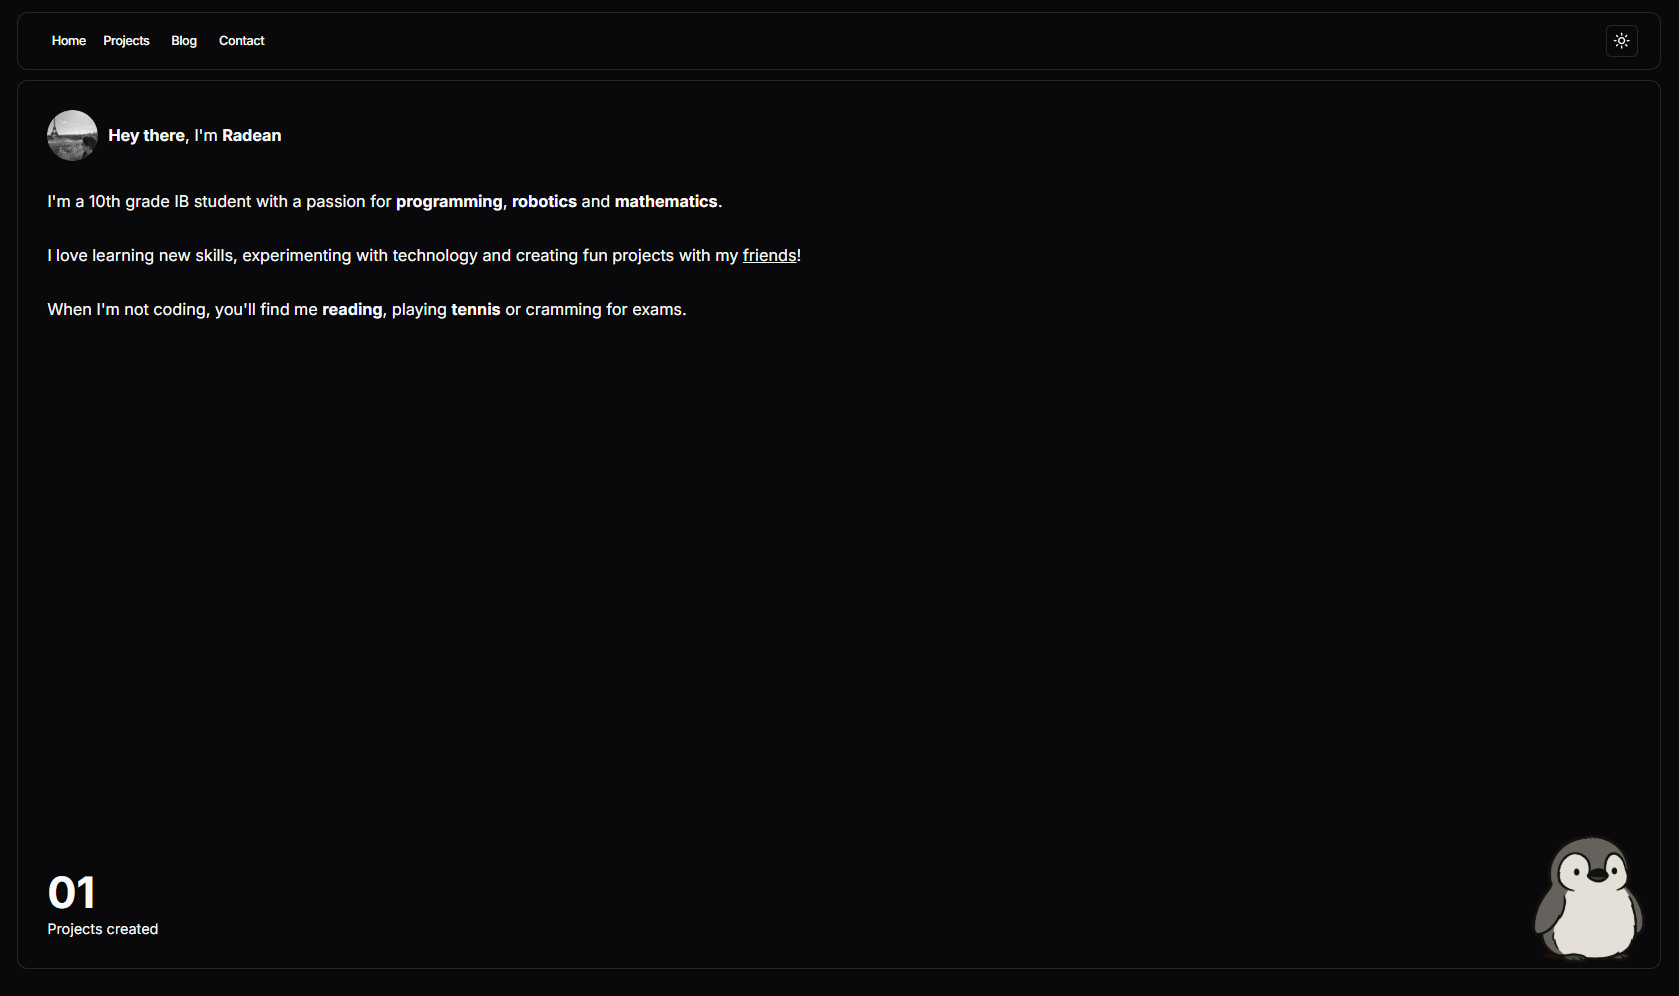 Home Projects Blog Contact
Hey there, I'm Radean
I'm a 10th grade IB student with a passion for programming, robotics and mathematics.
I love learning new skills, experimenting with technology and creating fun projects with my friends!
When I'm not coding, you'll find me reading, playing tennis or cramming for exams.
01
Projects created